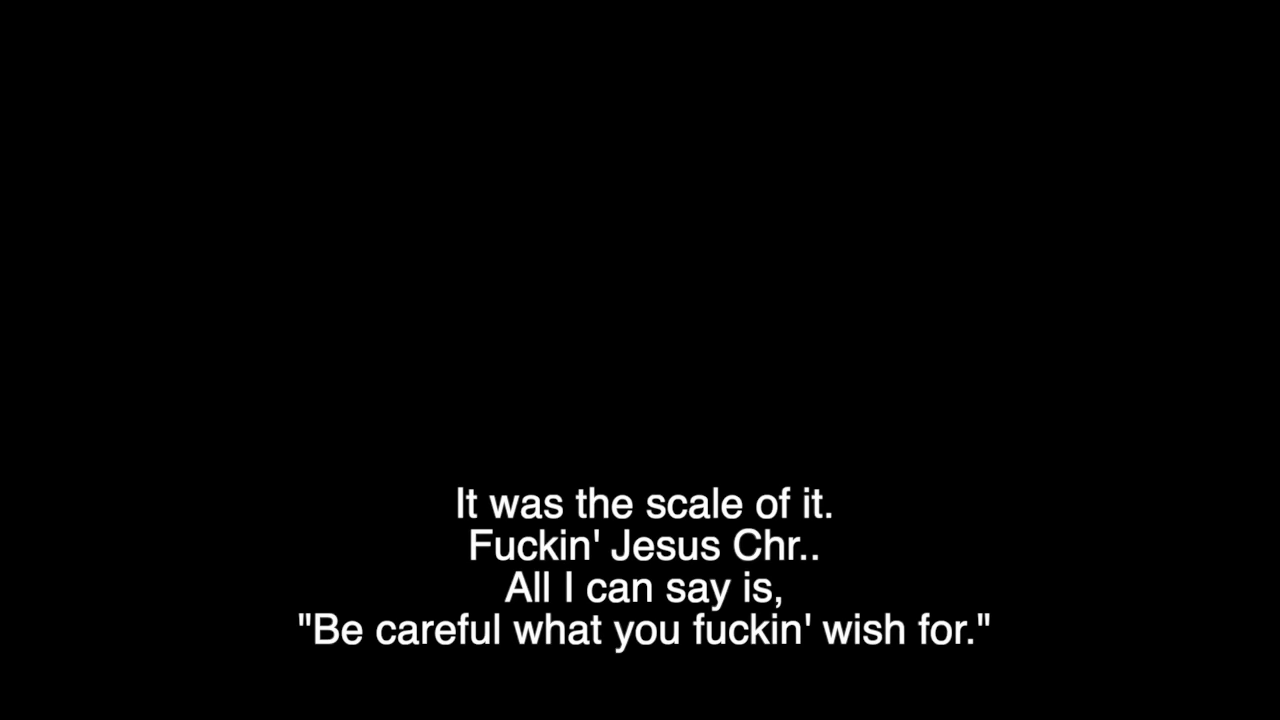 It was the scale of it.
Fuckin' Jesus Chr..
All I can say is,
"Be careful what you fuckin' wish for."